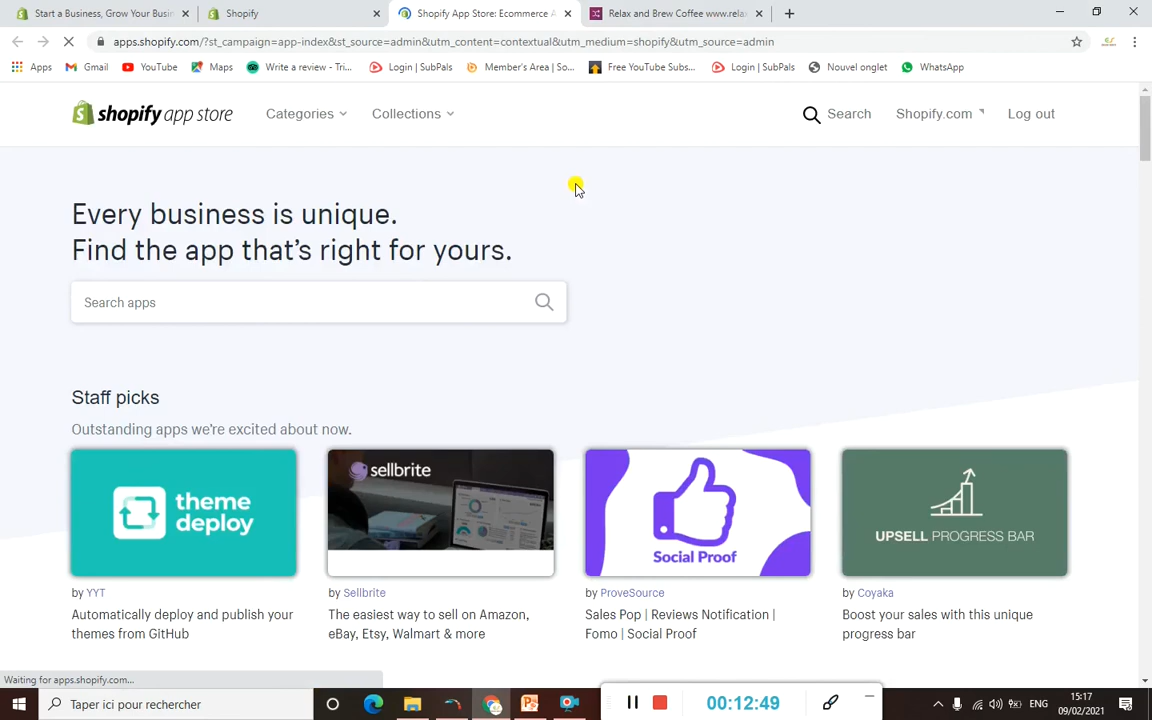 Start a Business, Grow Your Busin
Shopify
Shopify App Store: Ecommerce A
Relax and Brew Coffee www.relax
apps.shopify.com/?st_campaign=app-index&st_source=admin&utm_content=contextual&utm_medium=shopify&utm_source=admin
Apps
Gmail
YouTube
Maps
Write a review - Tri...
Login | SubPals
Member's Area | So...
Free YouTube Subs...
Login | SubPals
Nouvel onglet
WhatsApp
shopify app store
Categories
Collections
Search
Shopify.com
Log out
Every business is unique.
Find the app that's right for yours.
Search apps
Staff picks
Outstanding apps we're excited about now.
theme
deploy
sellbrite
Social Proof
UPSELL PROGRESS BAR
by YYT
Automatically deploy and publish your
themes from GitHub
by Sellbrite
The easiest way to sell on Amazon,
eBay, Etsy, Walmart & more
by ProveSource
Sales Pop | Reviews Notification |
Fomo | Social Proof
by Coyaka
Boost your sales with this unique
progress bar
Waiting for apps.shopify.com...
Taper ici pour rechercher
00:12:49
ENG
15:17
09/02/2021